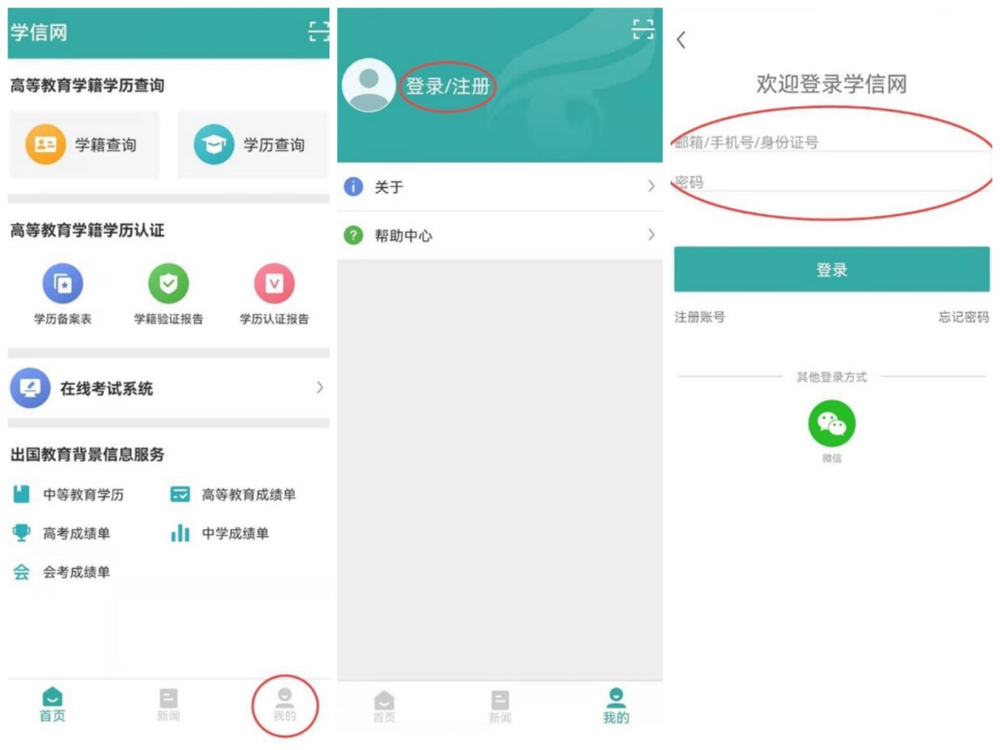 学信网
高等教育学籍学历查询
学籍查询
学历查询
高等教育学籍学历认证
学历备案表
学籍验证报告
学历认证报告
在线考试系统
出国教育背景信息服务
中等教育学历
高等教育成绩单
高考成绩单
中学成绩单
会
会考成绩单
首页
新闻
我的
登录/注册
关于
帮助中心
首页
新闻
我的
欢迎登录学信网
邮箱/手机号/身份证号
密码
登录
注册账号
忘记密码
其他登录方式
微信